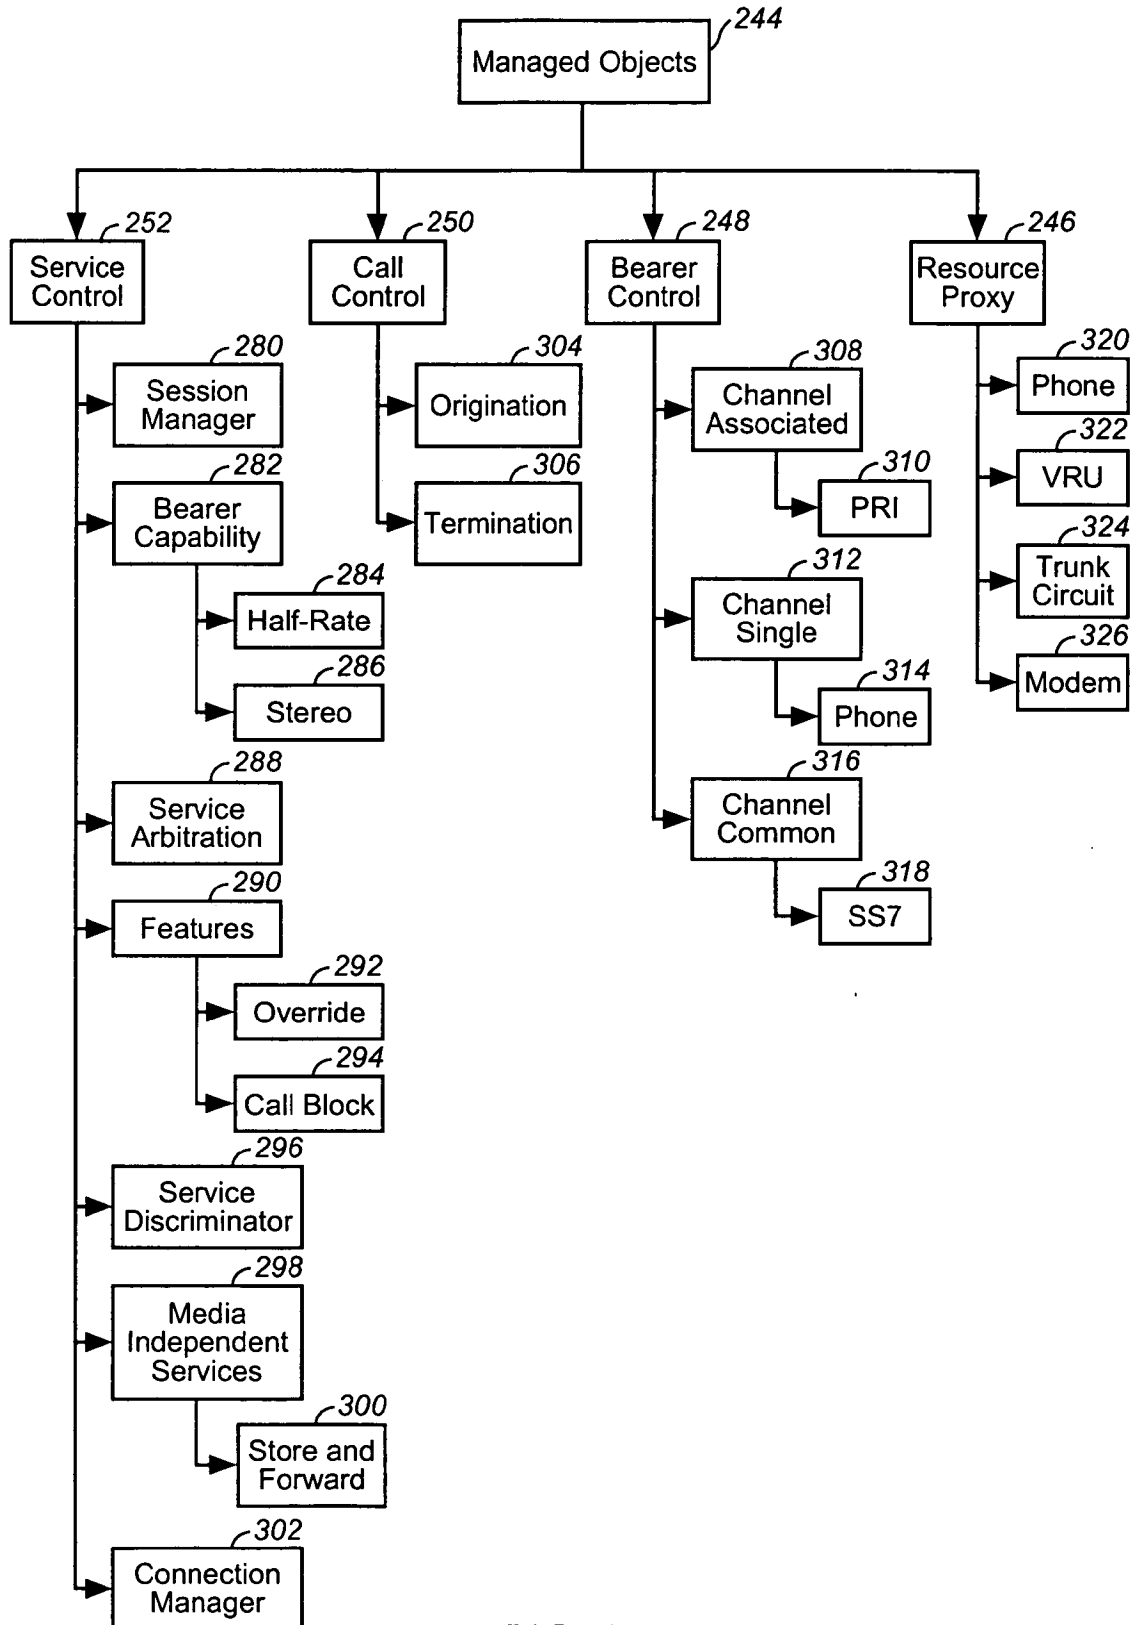 244
Managed Objects
252
Service
Control
280
Session
Manager
282
Bearer
Capability
284
Half-Rate
286
Stereo
288
Service
Arbitration
290
Features
292
Override
294
Call Block
296
Service
Discriminator
298
Media
Independent
Services
300
Store and
Forward
302
Connection
Manager
250
Call
Control
304
Origination
306
Termination
248
Bearer
Control
308
Channel
Associated
310
PRI
312
Channel
Single
314
Phone
316
Channel
Common
318
SS7
246
Resource
Proxy
320
Phone
322
VRU
324
Trunk
Circuit
326
Modem